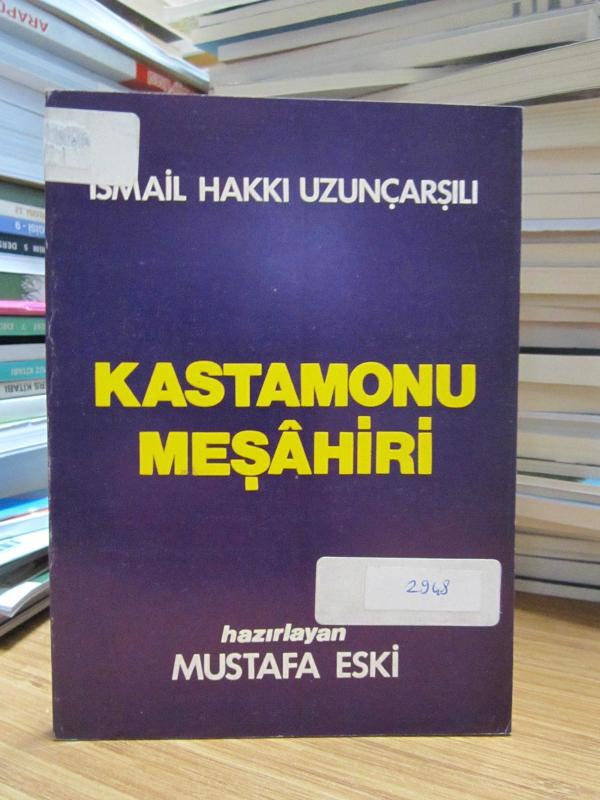 İSMAİL HAKKI UZUNÇARŞILI
KASTAMONU
MEŞÂHİRİ
2948
hazırlayan
MUSTAFA ESKİ